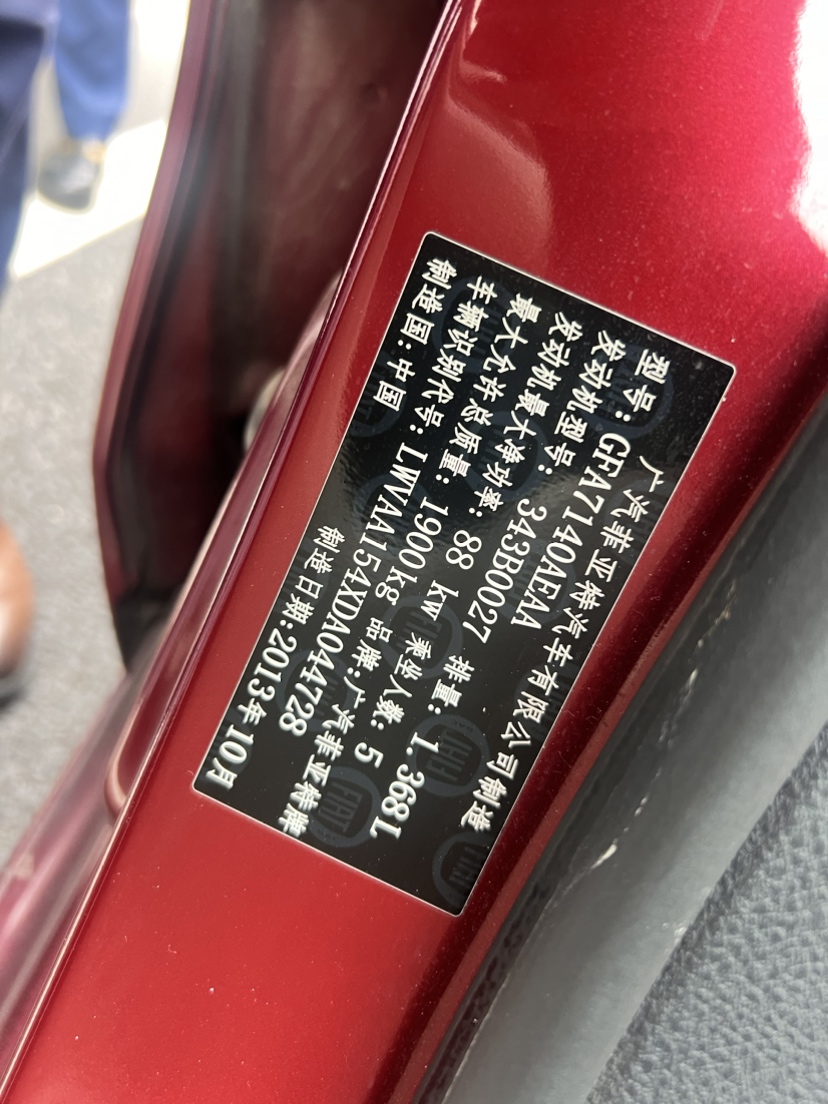 广汽菲亚特汽车有限公司制造
型号: GFA7140AEAA
发动机型号: 343B0027 排量: 1.368L
发动机最大净功率: 88 kw 乘坐人数: 5
最大允许总质量: 1900kg 品牌:广汽菲亚特牌
车辆识别代号: LWVAA154XDA044728
制造国:中国 制造日期:2013年10月
FIAT